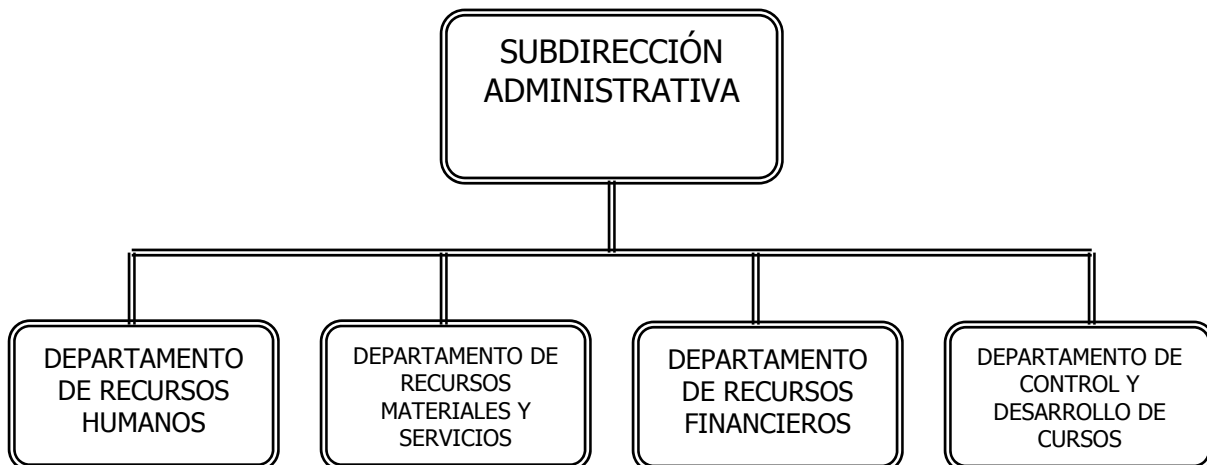 SUBDIRECCIÓN
ADMINISTRATIVA
DEPARTAMENTO
DE RECURSOS
HUMANOS
DEPARTAMENTO DE
RECURSOS
MATERIALES Y
SERVICIOS
DEPARTAMENTO
DE RECURSOS
FINANCIEROS
DEPARTAMENTO DE
CONTROL Y
DESARROLLO DE
CURSOS